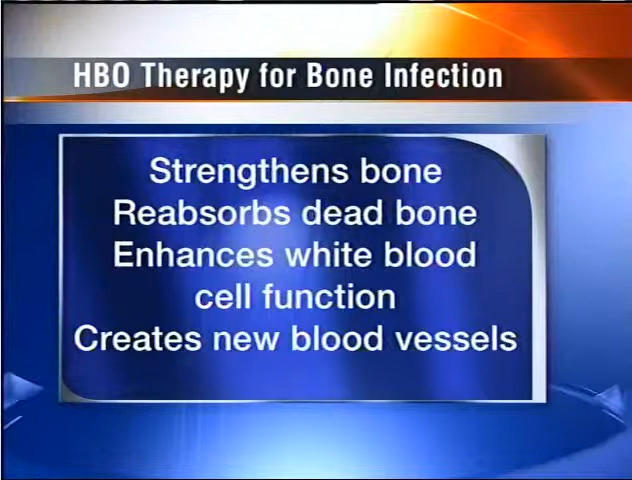 HBO Therapy for Bone Infection
Strengthens bone
Reabsorbs dead bone
Enhances white blood
cell function
Creates new blood vessels